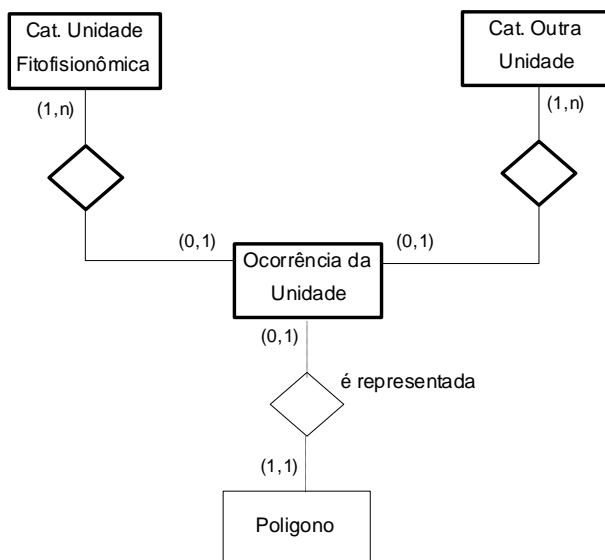 Cat. Unidade
Fitofisionômica
Cat. Outra
Unidade
(1,n)
(1,n)
(0,1)
(0,1)
Ocorrência da
Unidade
(0,1)
é representada
(1,1)
Poligono